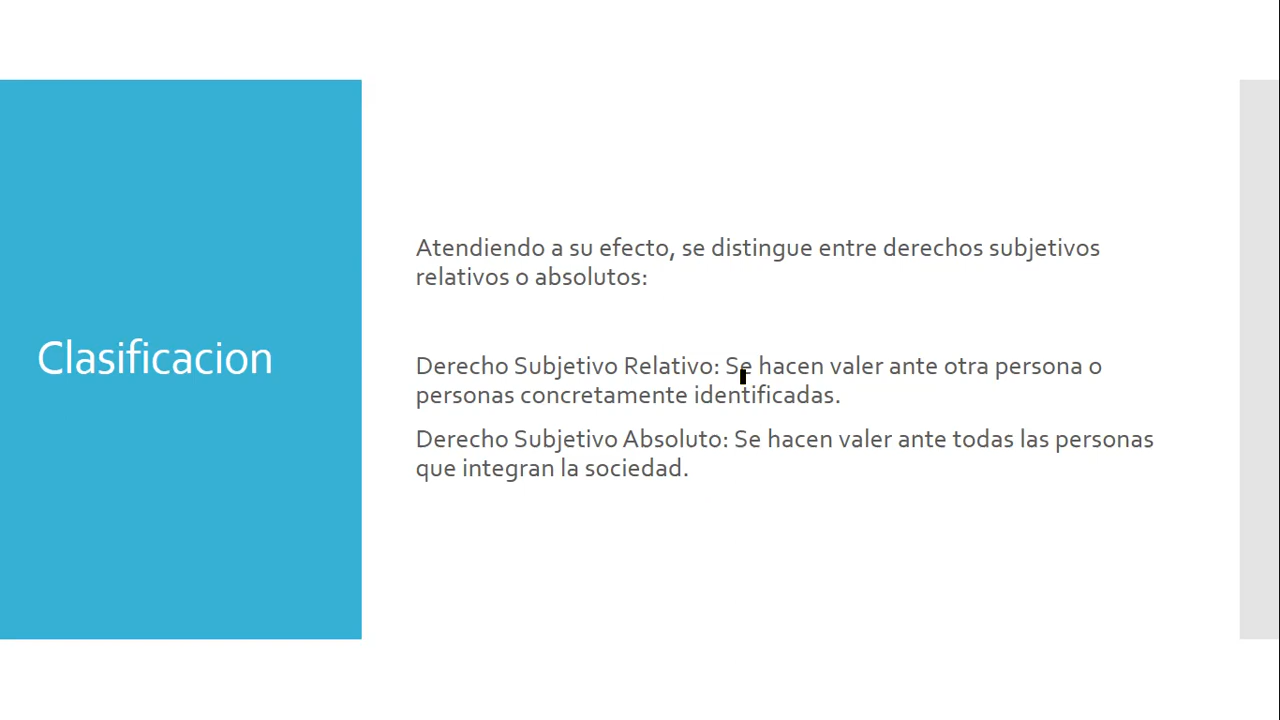 Clasificacion
Atendiendo a su efecto, se distingue entre derechos subjetivos
relativos o absolutos:
Derecho Subjetivo Relativo: Se hacen valer ante otra persona o
personas concretamente identificadas.
Derecho Subjetivo Absoluto: Se hacen valer ante todas las personas
que integran la sociedad.